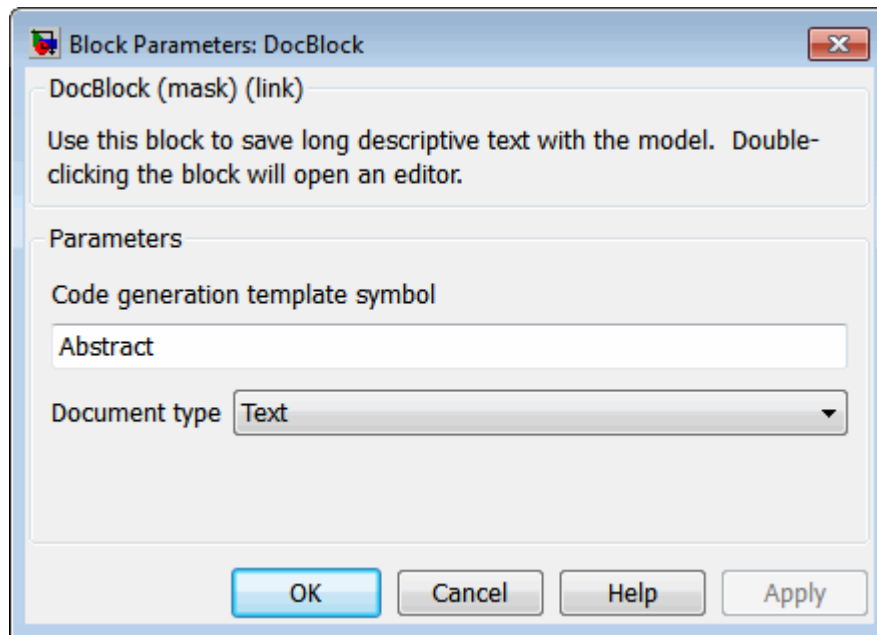 Block Parameters: DocBlock
DocBlock (mask) (link)
Use this block to save long descriptive text with the model.  Double-
clicking the block will open an editor.
Parameters
Code generation template symbol
Abstract
Document type Text
OK Cancel Help Apply